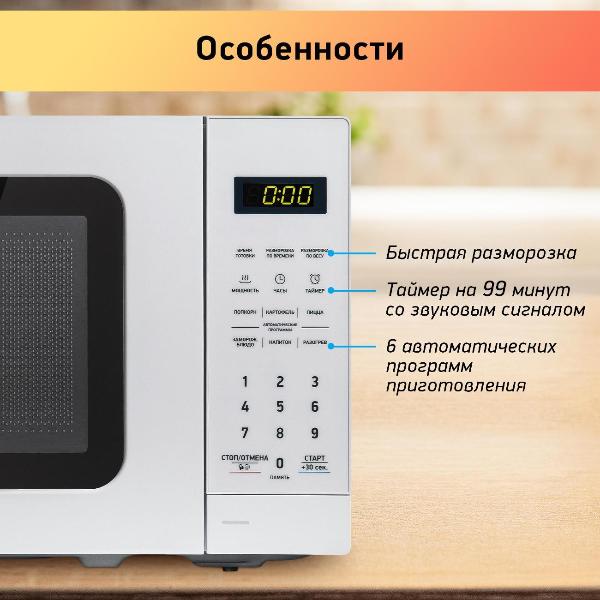 Особенности
0:00
ВРЕМЯ ГОТОВКИ
РАЗМОРОЗКА ПО ВРЕМЕНИ
РАЗМОРОЗКА ПО ВЕСУ
Быстрая разморозка
МОЩНОСТЬ ЧАСЫ ТАЙМЕР
Таймер на 99 минут
со звуковым сигналом
ПОПКОРН КАРТОФЕЛЬ ПИЦЦА
АВТОМАТИЧЕСКИЕ
ПРОГРАММЫ
ЗАМОРОЖ. БЛЮДО
НАПИТОК РАЗОГРЕВ
6 автоматических
программ
приготовления
1 2 3
4 5 6
7 8 9
СТОП/ОТМЕНА 0 СТАРТ
+30 сек.
ПАМЯТЬ